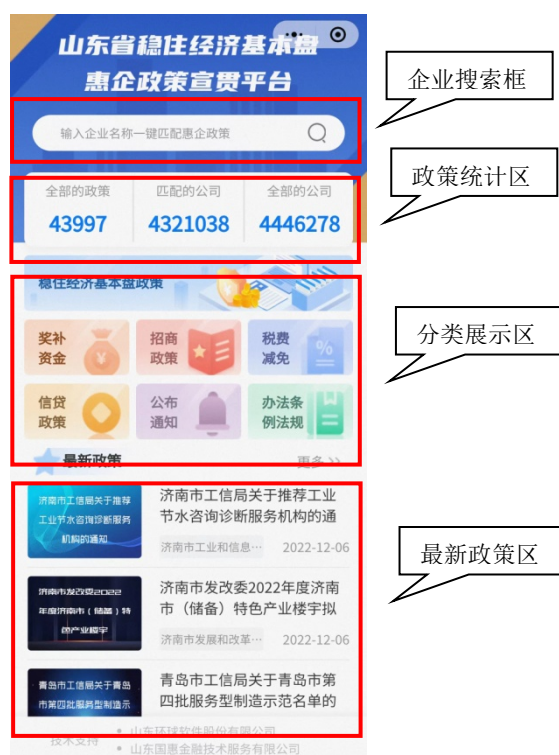 山东省稳住经济基本盘
惠企政策宣贯平台
企业搜索框
输入企业名称一键匹配惠企政策
政策统计区
全部的政策 匹配的公司 全部的公司
43997 4321038 4446278
稳住经济基本盘政策
分类展示区
奖补
资金
招商
政策
税费
减免
信贷
政策
公布
通知
办法条
例法规
最新政策 更多 >>
最新政策区
济南市工信局关于推荐
工业节水咨询诊断服务
机构的通知
济南市工信局关于推荐工业
节水咨询诊断服务机构的通
济南市工业和信息… 2022-12-06
济南市发改委2022
年度济南市（储备）特
色产业楼宇
济南市发改委2022年度济南
市（储备）特色产业楼宇拟
济南市发展和改革… 2022-12-06
青岛市工信局关于青岛
市第四批服务型制造示
青岛市工信局关于青岛市第
四批服务型制造示范名单的
技术支持
山东环球软件股份有限公司
山东国惠金融技术服务有限公司